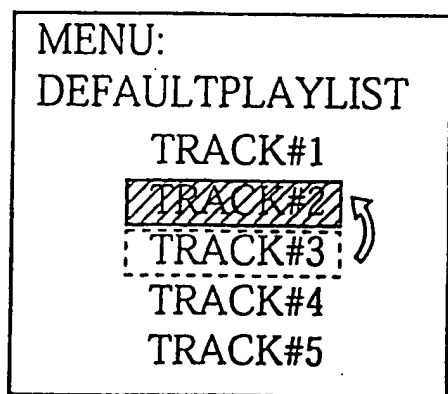 MENU:
DEFAULTPLAYLIST
TRACK#1
TRACK#2
TRACK#3
TRACK#4
TRACK#5